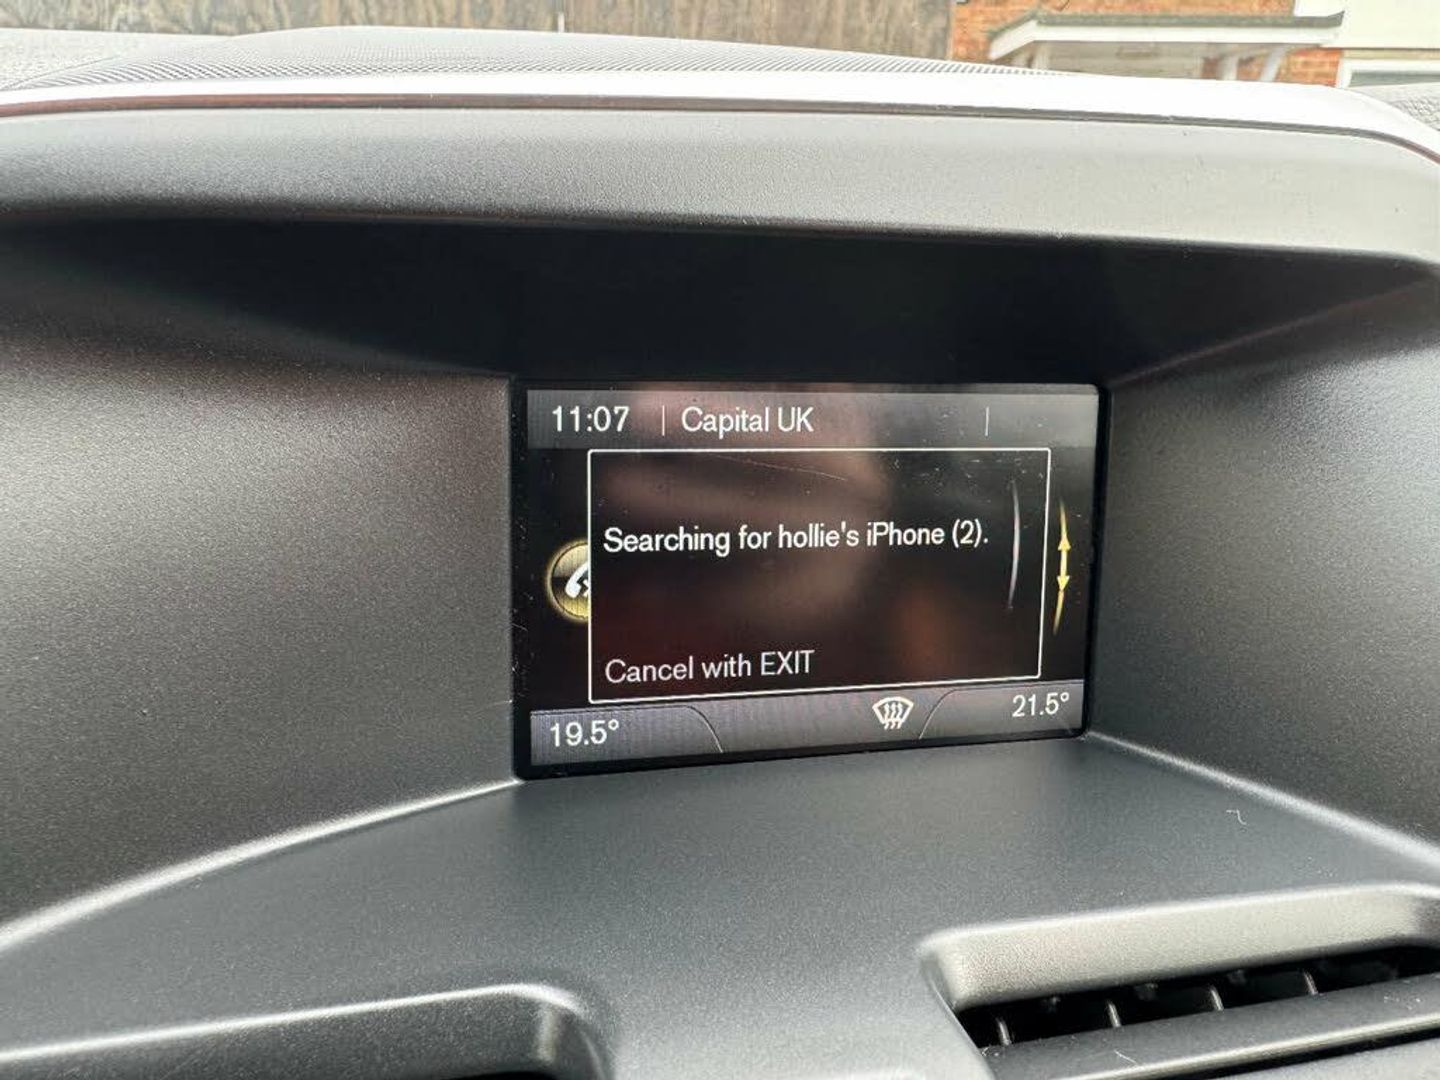 11:07 | Capital UK |
Searching for hollie's iPhone (2).
Cancel with EXIT
19.5° 21.5°